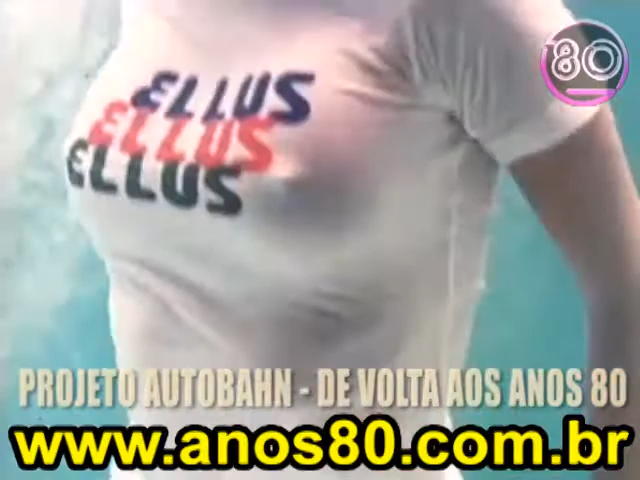 80
ELLUS
ELLUS
ELLUS
PROJETO AUTOBAHN - DE VOLTA AOS ANOS 80
www.anos80.com.br